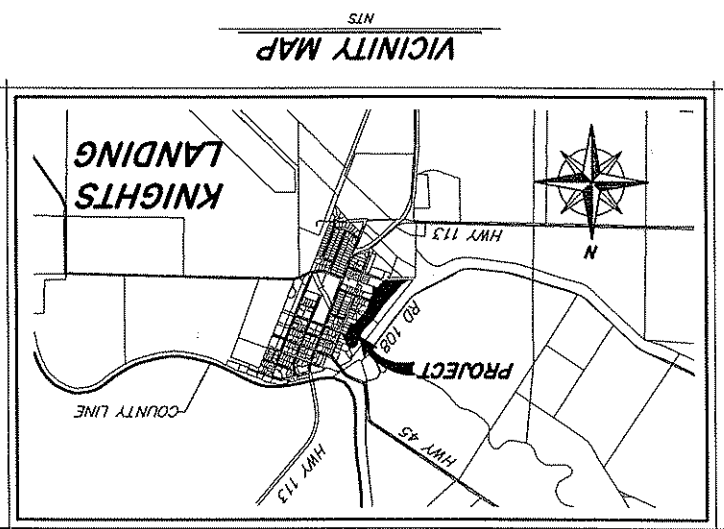 HWY 113
HWY 45
COUNTY LINE
PROJECT
RD 108
N
HWY 113
KNIGHTS
LANDING
VICINITY MAP
NTS